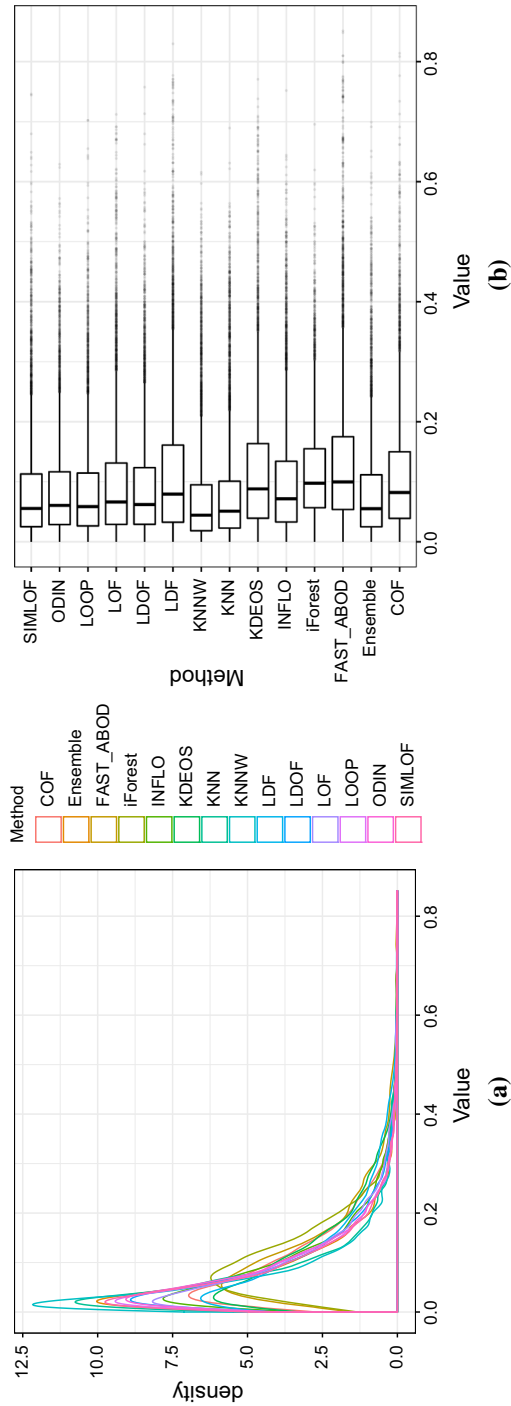 12.5
10.0
7.5
5.0
2.5
0.0
density
0.0
0.2
0.4
0.6
0.8
Value
(a)
Method
COF
Ensemble
FAST_ABOD
iForest
INFLO
KDEOS
KNN
KNNW
LDF
LDOF
LOF
LOOP
ODIN
SIMLOF
Method
SIMLOF
ODIN
LOOP
LOF
LDOF
LDF
KNNW
KNN
KDEOS
INFLO
iForest
FAST_ABOD
Ensemble
COF
0.0
0.2
0.4
0.6
0.8
Value
(b)